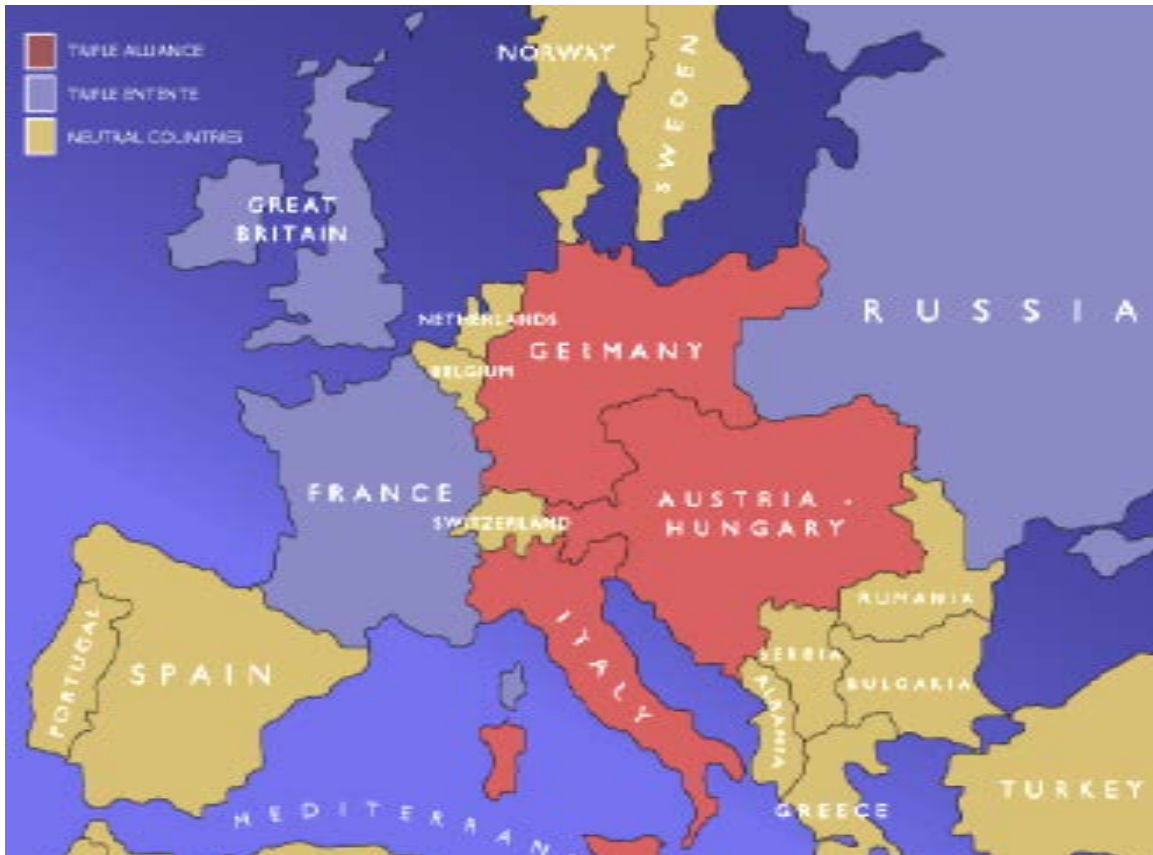 TRIPLE ALLIANCE
TRIPLE ENTENTE
NEUTRAL COUNTRIES
NORWAY
SWEDEN
GREAT
BRITAIN
NETHERLANDS
BELGIUM
GERMANY
RUSSIA
FRANCE
SWITZERLAND
AUSTRIA -
HUNGARY
ITALY
PORTUGAL
SPAIN
RUMANIA
SERBIA
BULGARIA
ALBANIA
GREECE
TURKEY
MEDITERRAN